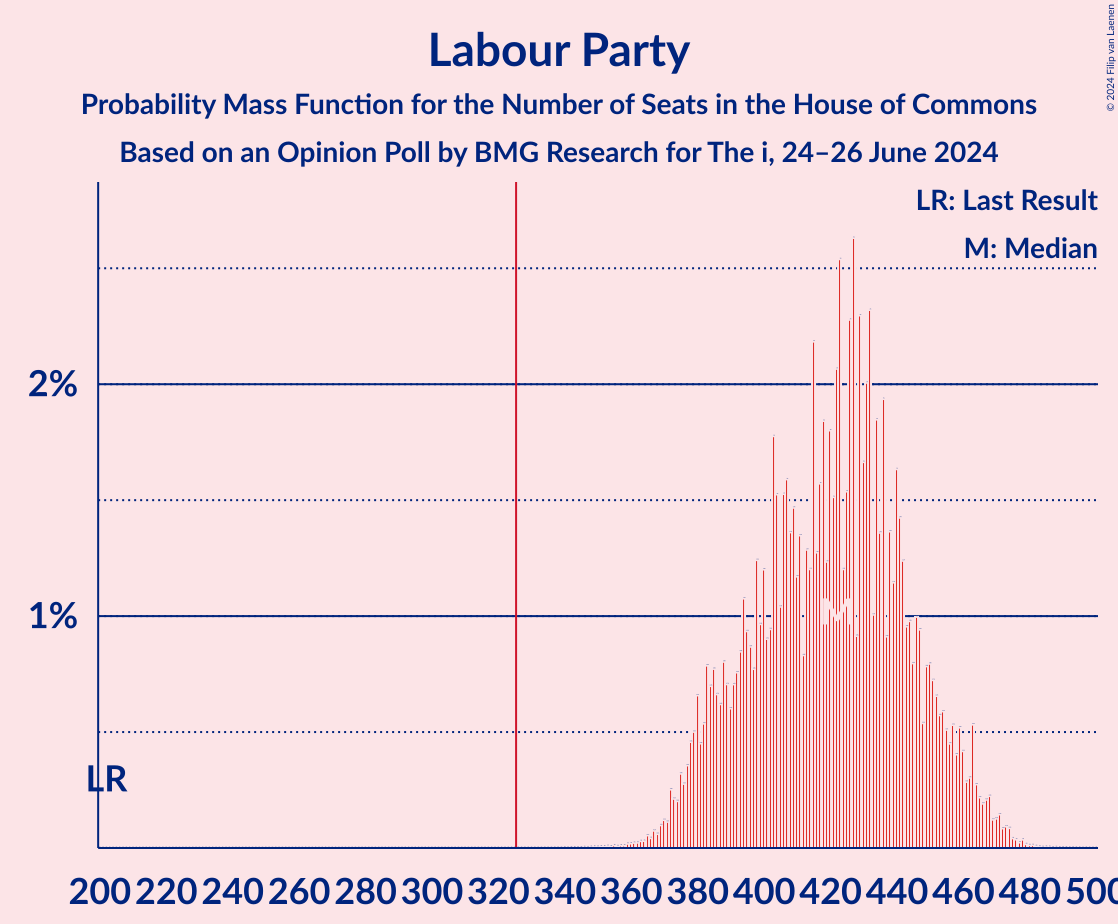 Labour Party
Probability Mass Function for the Number of Seats in the House of Commons
Based on an Opinion Poll by BMG Research for The i, 24–26 June 2024
© 2024 Filip van Laenen
LR: Last Result
M: Median
2%
1%
LR
M
200 220 240 260 280 300 320 340 360 380 400 420 440 460 480 500